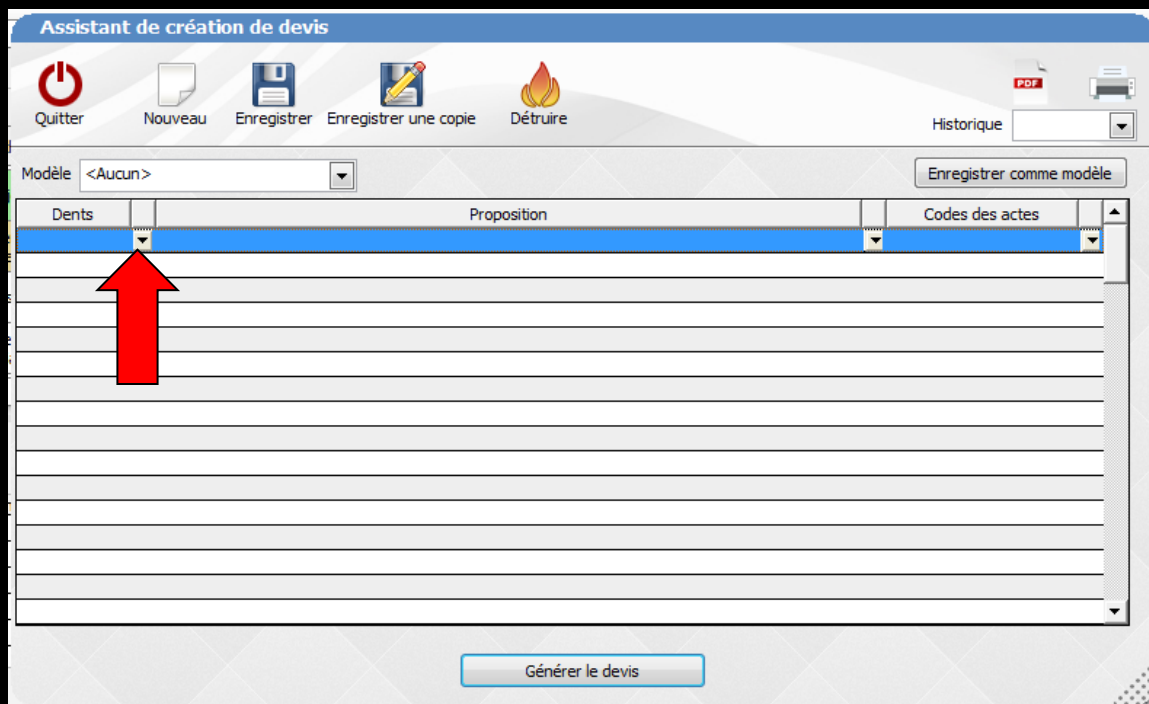 Assistant de création de devis
Quitter
Nouveau
Enregistrer
Enregistrer une copie
Détruire
PDF
Historique
Modèle <Aucun>
Enregistrer comme modèle
Dents Proposition Codes des actes
Générer le devis